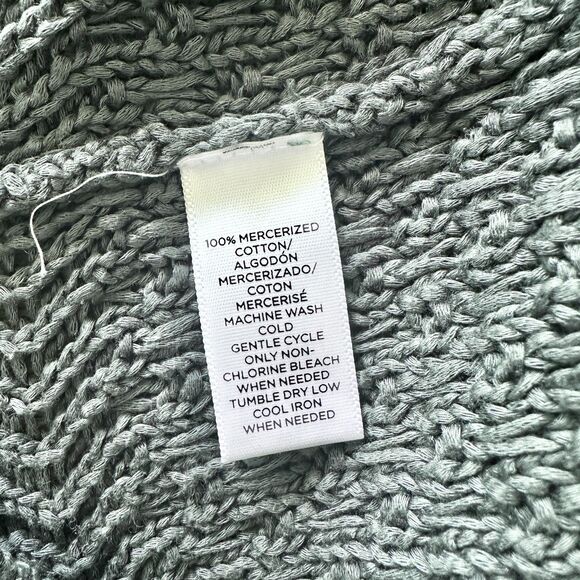 100% MERCERIZED
COTTON/
ALGODÓN
MERCERIZADO/
COTON
MERCERISÉ
MACHINE WASH
COLD
GENTLE CYCLE
ONLY NON-
CHLORINE BLEACH
WHEN NEEDED
TUMBLE DRY LOW
COOL IRON
WHEN NEEDED